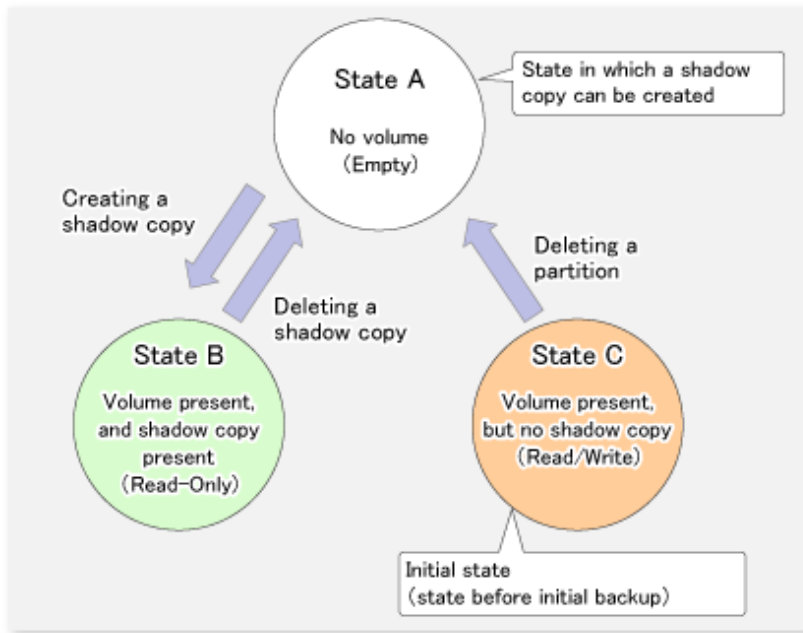 State A
No volume
(Empty)
State in which a shadow
copy can be created
Creating a
shadow copy
Deleting a
shadow copy
Deleting a
partition
State B
Volume present,
and shadow copy
present
(Read-Only)
State C
Volume present,
but no shadow copy
(Read/Write)
Initial state
(state before initial backup)